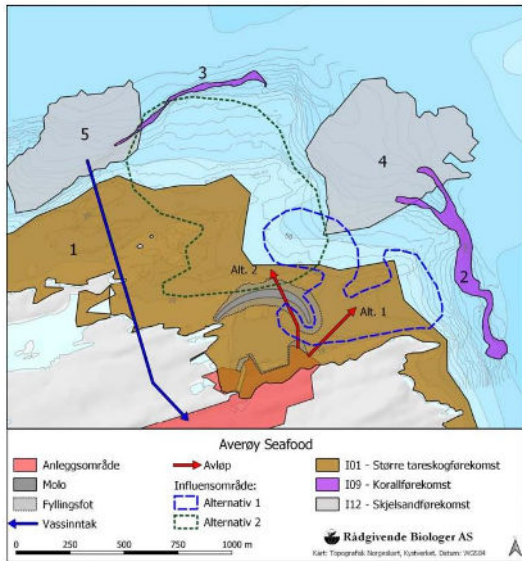 3
5
4
1
2
Alt. 2
Alt. 1
Averøy Seafood
Anleggsområde
Molo
Fyllingsfot
Vassinntak
Avløp
Influensområde:
Alternativ 1
Alternativ 2
I01 - Større tareskogførekomst
I09 - Korallførekomst
I12 - Skjelsandførekomst
0 250 500 750 1000 m
Rådgivende Biologer AS
Kart: Topografisk Norgeskart, Kystverket, Datum: WGS84